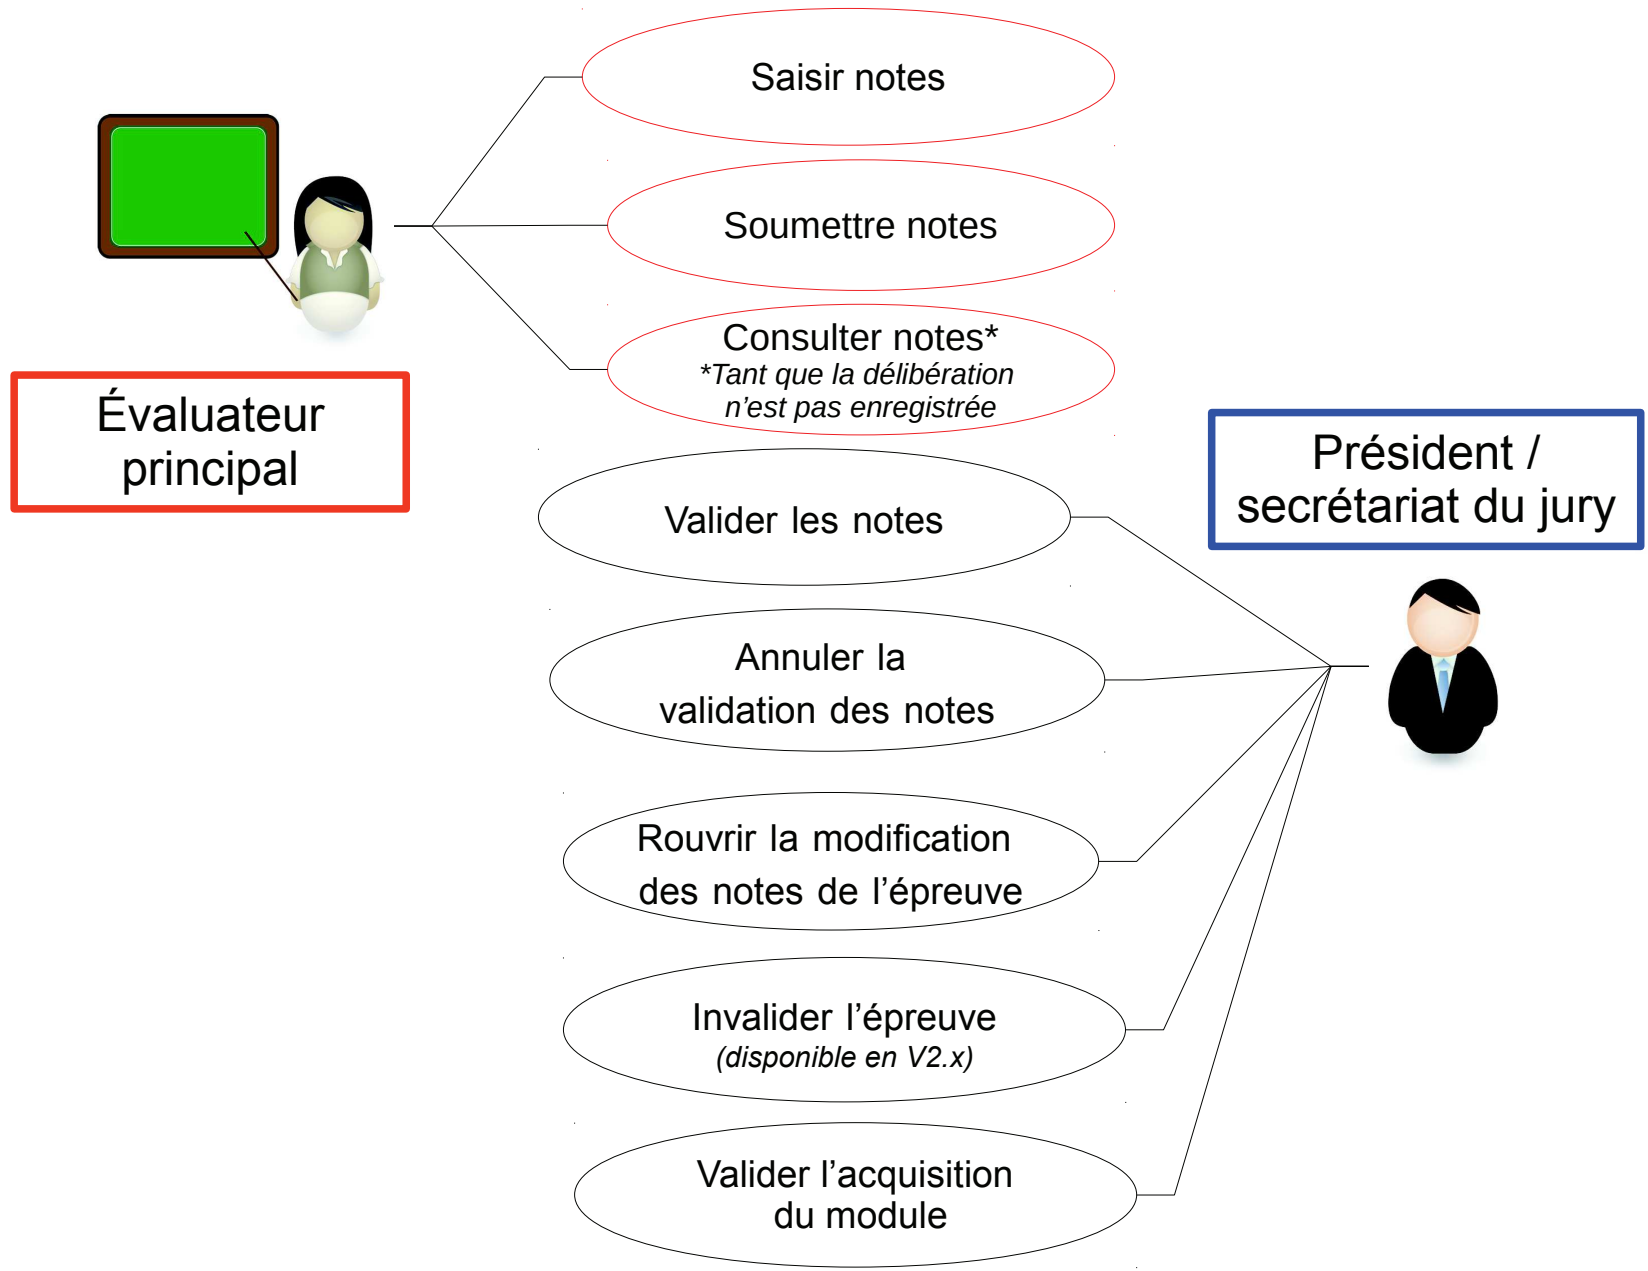 Saisir notes
Soumettre notes
Consulter notes*
*Tant que la délibération
n’est pas enregistrée
Évaluateur
principal
Président /
secrétariat du jury
Valider les notes
Annuler la
validation des notes
Rouvrir la modification
des notes de l’épreuve
Invalider l’épreuve
(disponible en V2.x)
Valider l’acquisition
du module